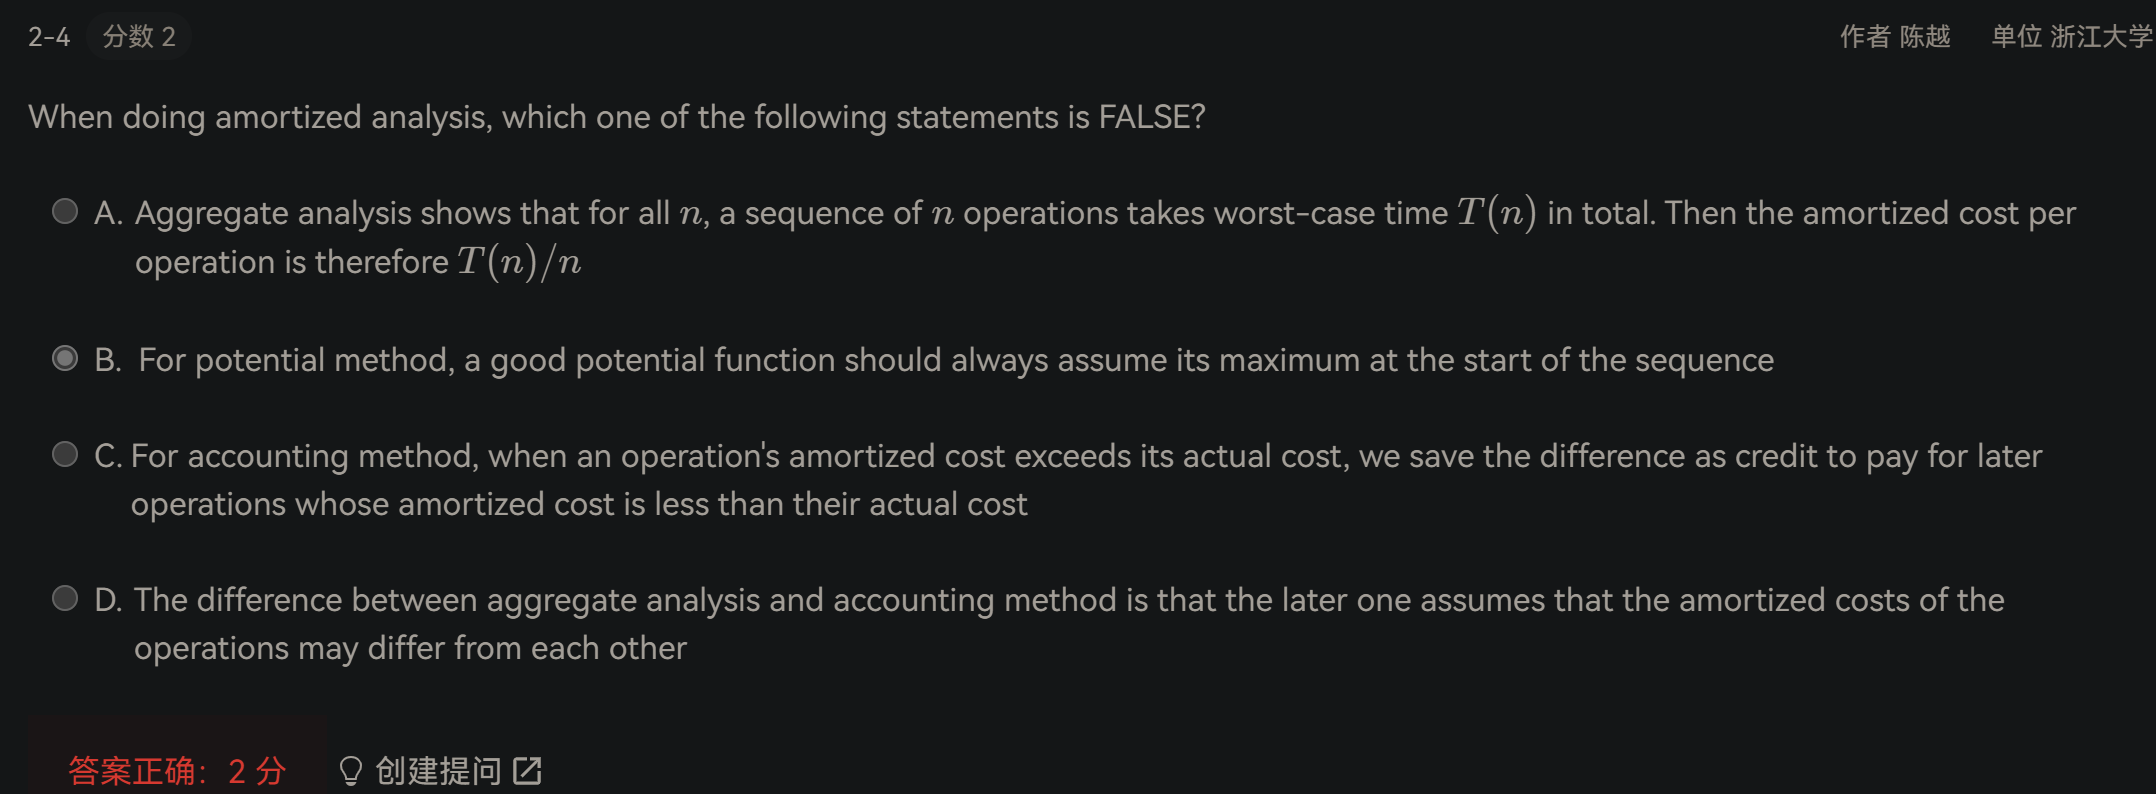 2-4 分数 2 作者 陈越 单位 浙江大学
When doing amortized analysis, which one of the following statements is FALSE?
A. Aggregate analysis shows that for all n, a sequence of n operations takes worst-case time T(n) in total. Then the amortized cost per
operation is therefore T(n)/n
B. For potential method, a good potential function should always assume its maximum at the start of the sequence
C. For accounting method, when an operation's amortized cost exceeds its actual cost, we save the difference as credit to pay for later
operations whose amortized cost is less than their actual cost
D. The difference between aggregate analysis and accounting method is that the later one assumes that the amortized costs of the
operations may differ from each other
答案正确：2 分 创建提问